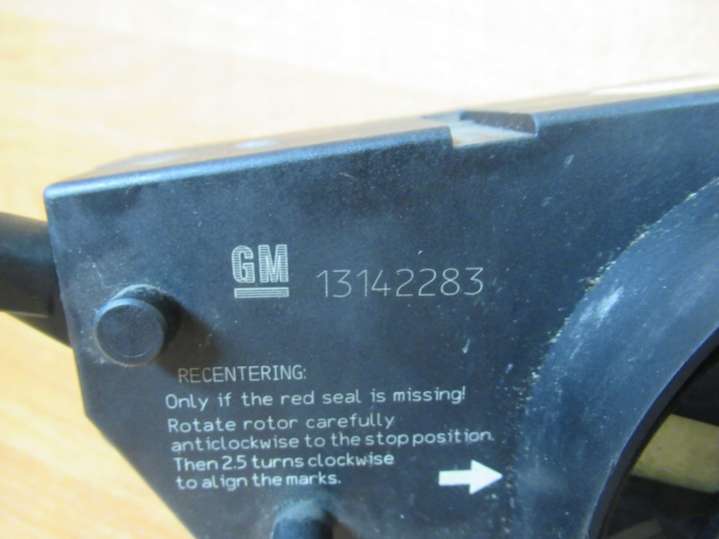 GM 13142283
RECENTERING:
Only if the red seal is missing!
Rotate rotor carefully
anticlockwise to the stop position.
Then 2.5 turns clockwise
to align the marks.